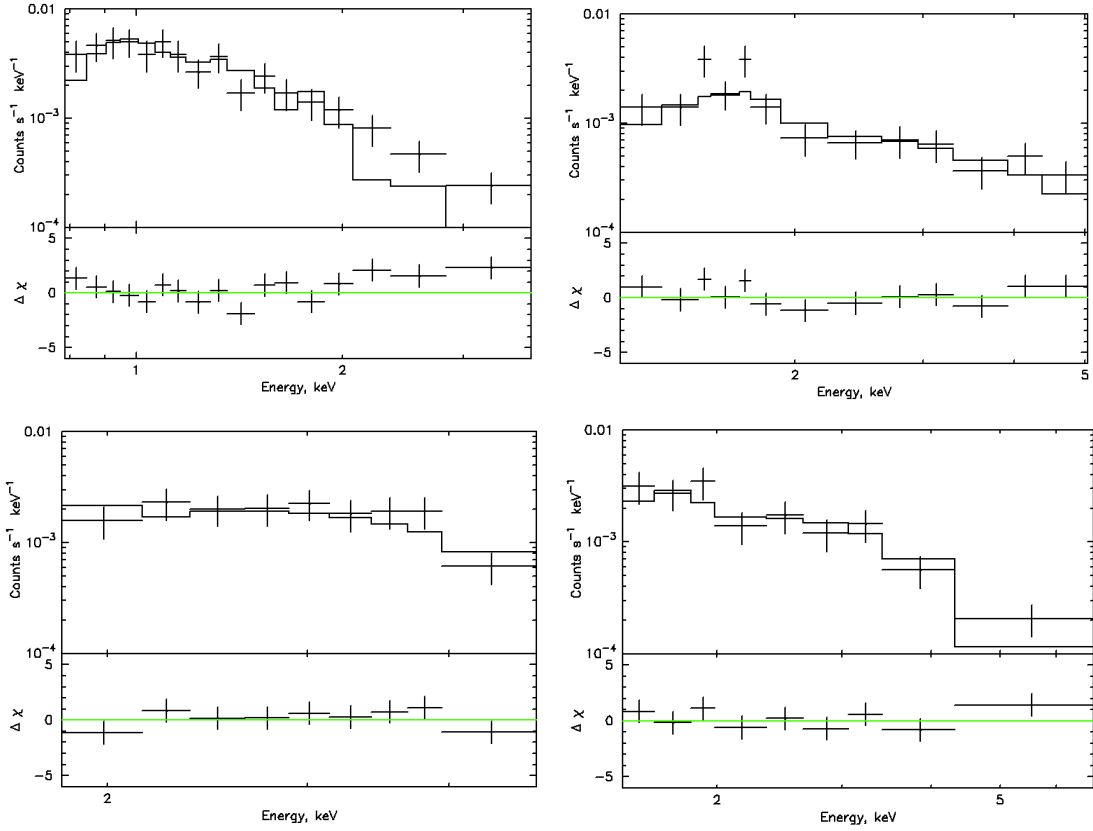 0.01
10⁻³
10⁻⁴
Counts s⁻¹ keV⁻¹
5
0
−5
Δ χ
1
2
Energy, keV
0.01
10⁻³
10⁻⁴
Counts s⁻¹ keV⁻¹
5
0
−5
Δ χ
2
5
Energy, keV
0.01
10⁻³
10⁻⁴
Counts s⁻¹ keV⁻¹
5
0
−5
Δ χ
2
Energy, keV
0.01
10⁻³
10⁻⁴
Counts s⁻¹ keV⁻¹
5
0
−5
Δ χ
2
5
Energy, keV